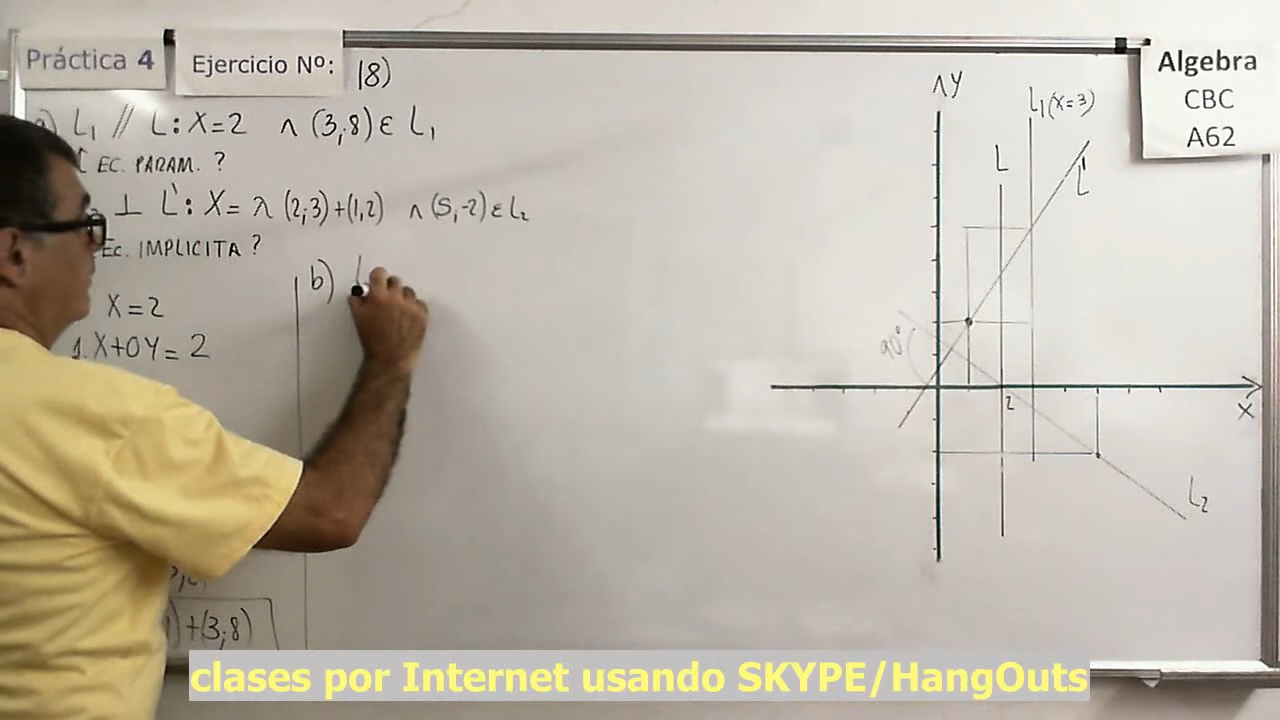 Práctica 4
Ejercicio Nº:
18)
Algebra
CBC
A62
a) L₁ // L: X=2 ∧ (3;8) ε L₁
EC. PARAM. ?
⊥ L': X= λ (2;3)+(1,2) ∧ (5,-2) ε L₂
EC. IMPLICITA ?
X=2
1.X+0Y= 2
)+(3;8)
b) L
Y
L₁(X=3)
L
L'
90°
2
X
L₂
clases por Internet usando SKYPE/HangOuts